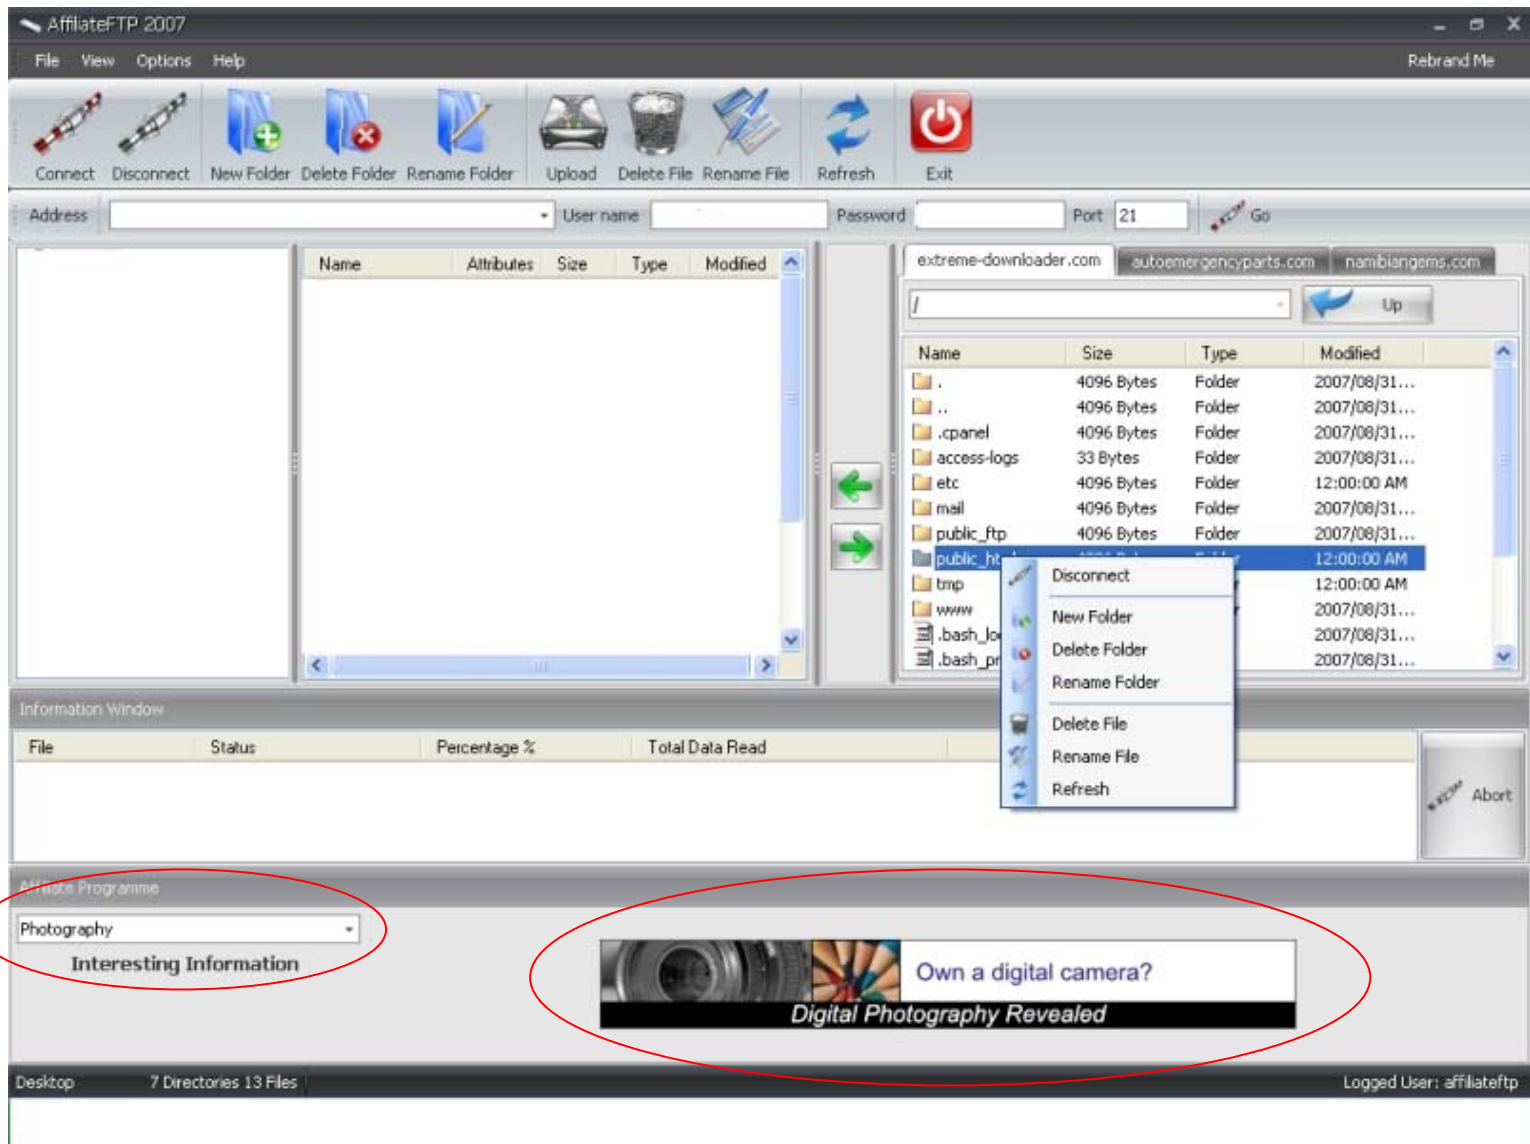 AffiliateFTP 2007
File View Options Help Rebrand Me
Connect Disconnect New Folder Delete Folder Rename Folder Upload Delete File Rename File Refresh Exit
Address User name Password Port 21 Go
Name Attributes Size Type Modified
extreme-downloader.com autoemergencyparts.com namibiangems.com
/ Up
Name Size Type Modified
. 4096 Bytes Folder 2007/08/31...
.. 4096 Bytes Folder 2007/08/31...
.cpanel 4096 Bytes Folder 2007/08/31...
access-logs 33 Bytes Folder 2007/08/31...
etc 4096 Bytes Folder 12:00:00 AM
mail 4096 Bytes Folder 2007/08/31...
public_ftp 4096 Bytes Folder 2007/08/31...
public_ht 12:00:00 AM
tmp 12:00:00 AM
www 2007/08/31...
.bash_lo 2007/08/31...
.bash_pr 2007/08/31...
Disconnect
New Folder
Delete Folder
Rename Folder
Delete File
Rename File
Refresh
Information Window
File Status Percentage % Total Data Read
Abort
Affiliate Programme
Photography
Interesting Information
Own a digital camera?
Digital Photography Revealed
Desktop 7 Directories 13 Files Logged User: affiliateftp